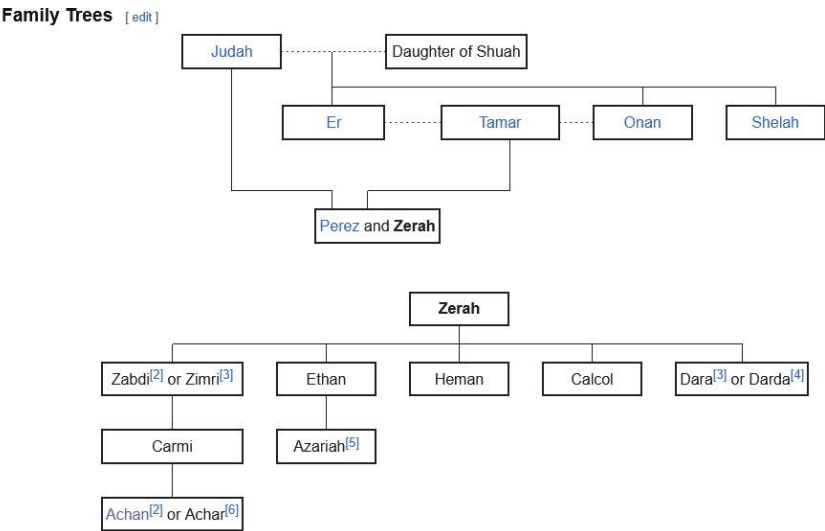 Family Trees [ edit ]
Judah Daughter of Shuah
Er Tamar Onan Shelah
Perez and Zerah
Zerah
Zabdi[2] or Zimri[3] Ethan Heman Calcol Dara[3] or Darda[4]
Carmi Azariah[5]
Achan[2] or Achar[6]